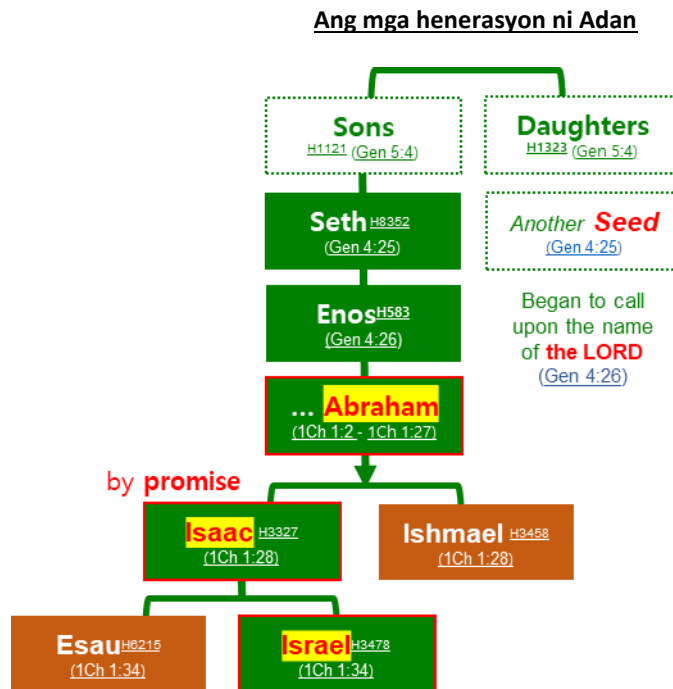 Ang mga henerasyon ni Adan
Sons
H1121 (Gen 5:4)
Daughters
H1323 (Gen 5:4)
Seth H8352
(Gen 4:25)
Another Seed
(Gen 4:25)
Enos H583
(Gen 4:26)
Began to call
upon the name
of the LORD
(Gen 4:26)
... Abraham
(1Ch 1:2 - 1Ch 1:27)
by promise
Isaac H3327
(1Ch 1:28)
Ishmael H3458
(1Ch 1:28)
Esau H6215
(1Ch 1:34)
Israel H3478
(1Ch 1:34)